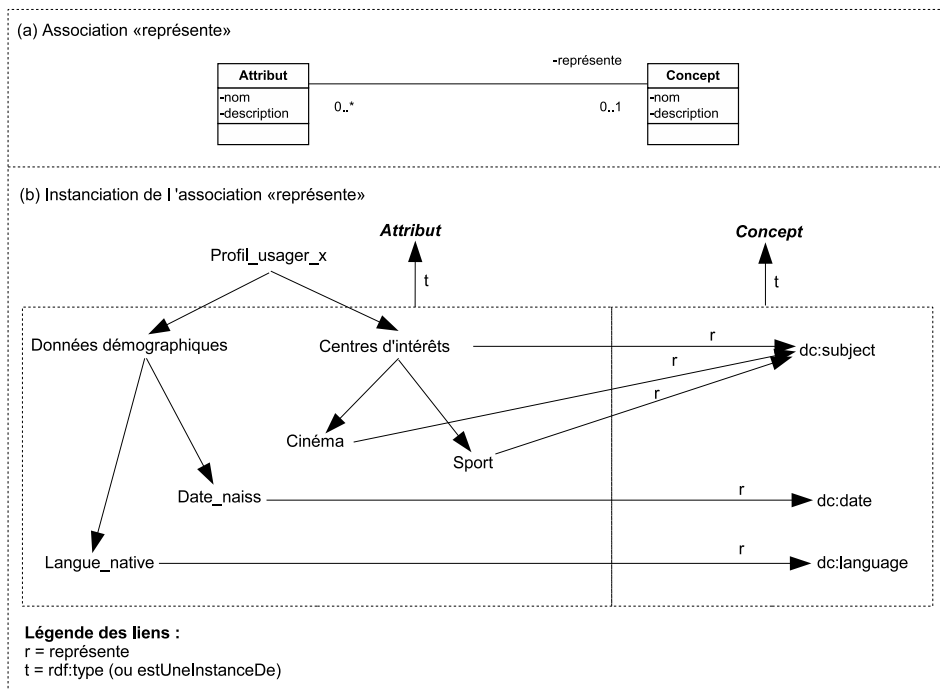 (a) Association «représente»
-représente
Attribut
Concept
-nom
-description
-nom
-description
0..*
0..1
(b) Instanciation de l 'association «représente»
Attribut
Concept
Profil_usager_x
t
t
Données démographiques
Centres d'intérêts
r
dc:subject
r
r
Cinéma
Sport
Date_naiss
r
dc:date
Langue_native
r
dc:language
Légende des liens :
r = représente
t = rdf:type (ou estUneInstanceDe)